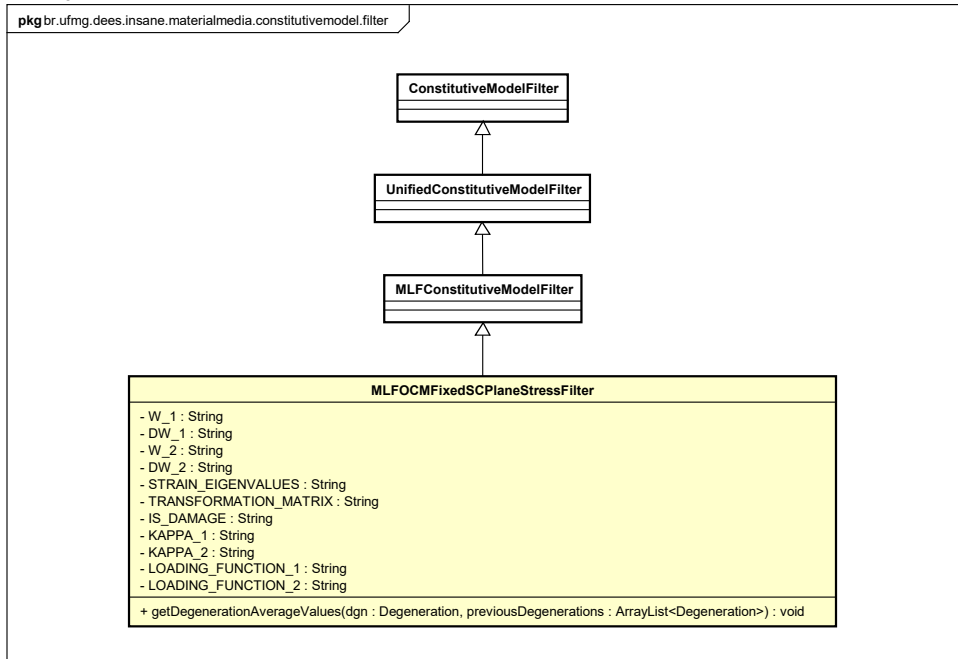 pkg br.ufmg.dees.insane.materialmedia.constitutivemodel.filter
ConstitutiveModelFilter
UnifiedConstitutiveModelFilter
MLFConstitutiveModelFilter
MLFOCMFixedSCPlaneStressFilter
- W_1 : String
- DW_1 : String
- W_2 : String
- DW_2 : String
- STRAIN_EIGENVALUES : String
- TRANSFORMATION_MATRIX : String
- IS_DAMAGE : String
- KAPPA_1 : String
- KAPPA_2 : String
- LOADING_FUNCTION_1 : String
- LOADING_FUNCTION_2 : String
+ getDegenerationAverageValues(dgn : Degeneration, previousDegenerations : ArrayList<Degeneration>) : void